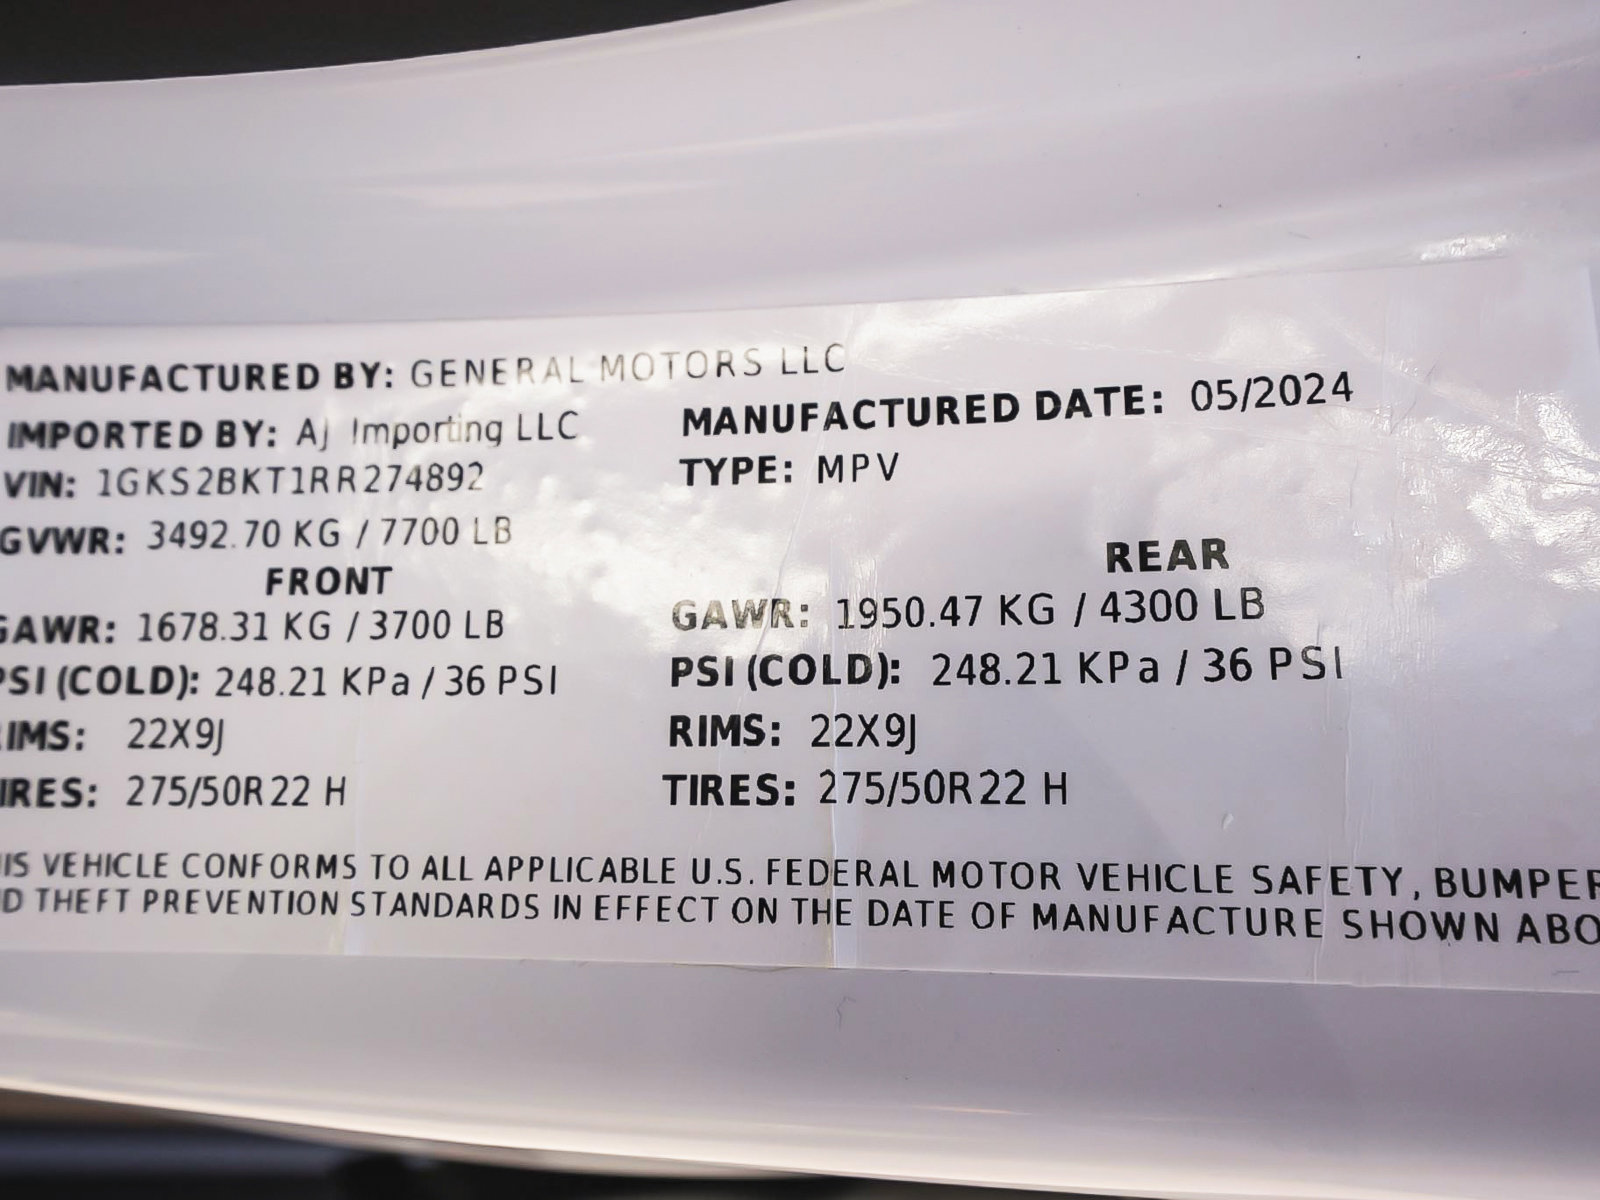 MANUFACTURED BY: GENERAL MOTORS LLC
IMPORTED BY: AJ Importing LLC
MANUFACTURED DATE: 05/2024
VIN: 1GKS2BKT1RR274892
TYPE: MPV
GVWR: 3492.70 KG / 7700 LB
FRONT
GAWR: 1678.31 KG / 3700 LB
PSI (COLD): 248.21 KPa / 36 PSI
RIMS: 22X9J
TIRES: 275/50R22 H
REAR
GAWR: 1950.47 KG / 4300 LB
PSI (COLD): 248.21 KPa / 36 PSI
RIMS: 22X9J
TIRES: 275/50R22 H
IS VEHICLE CONFORMS TO ALL APPLICABLE U.S. FEDERAL MOTOR VEHICLE SAFETY, BUMPER
D THEFT PREVENTION STANDARDS IN EFFECT ON THE DATE OF MANUFACTURE SHOWN ABO